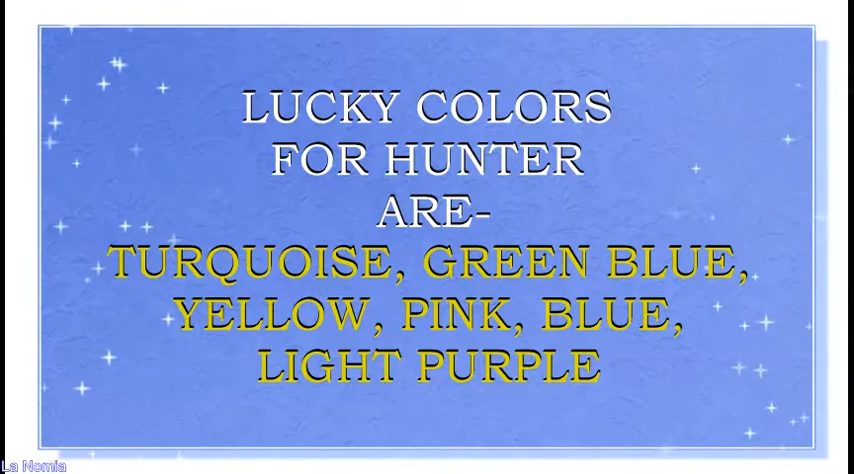 LUCKY COLORS
FOR HUNTER
ARE-
TURQUOISE, GREEN BLUE,
YELLOW, PINK, BLUE,
LIGHT PURPLE
La Nomia